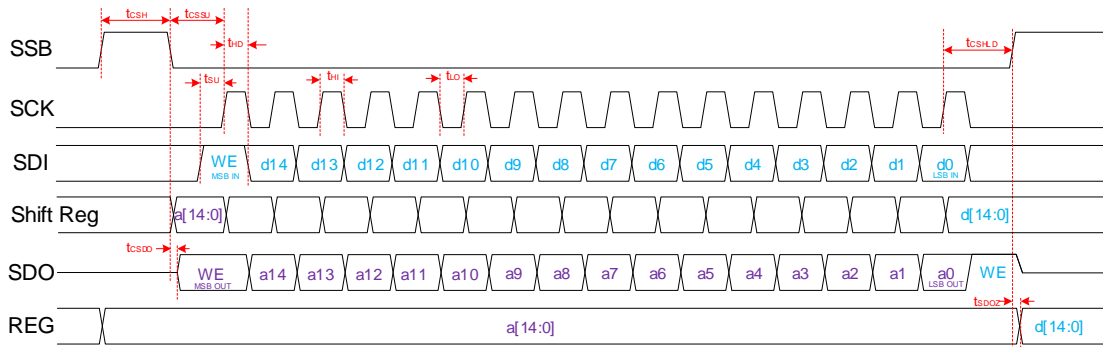 tCSH tCSSU
SSB tHD tCSHLD
tSU tHI tLO
SCK
SDI WE d14 d13 d12 d11 d10 d9 d8 d7 d6 d5 d4 d3 d2 d1 d0
MSB IN LSB IN
Shift Reg a[14:0] d[14:0]
tCSDO
SDO WE a14 a13 a12 a11 a10 a9 a8 a7 a6 a5 a4 a3 a2 a1 a0 WE
MSB OUT LSB OUT
tSDOZ
REG a[14:0] d[14:0]